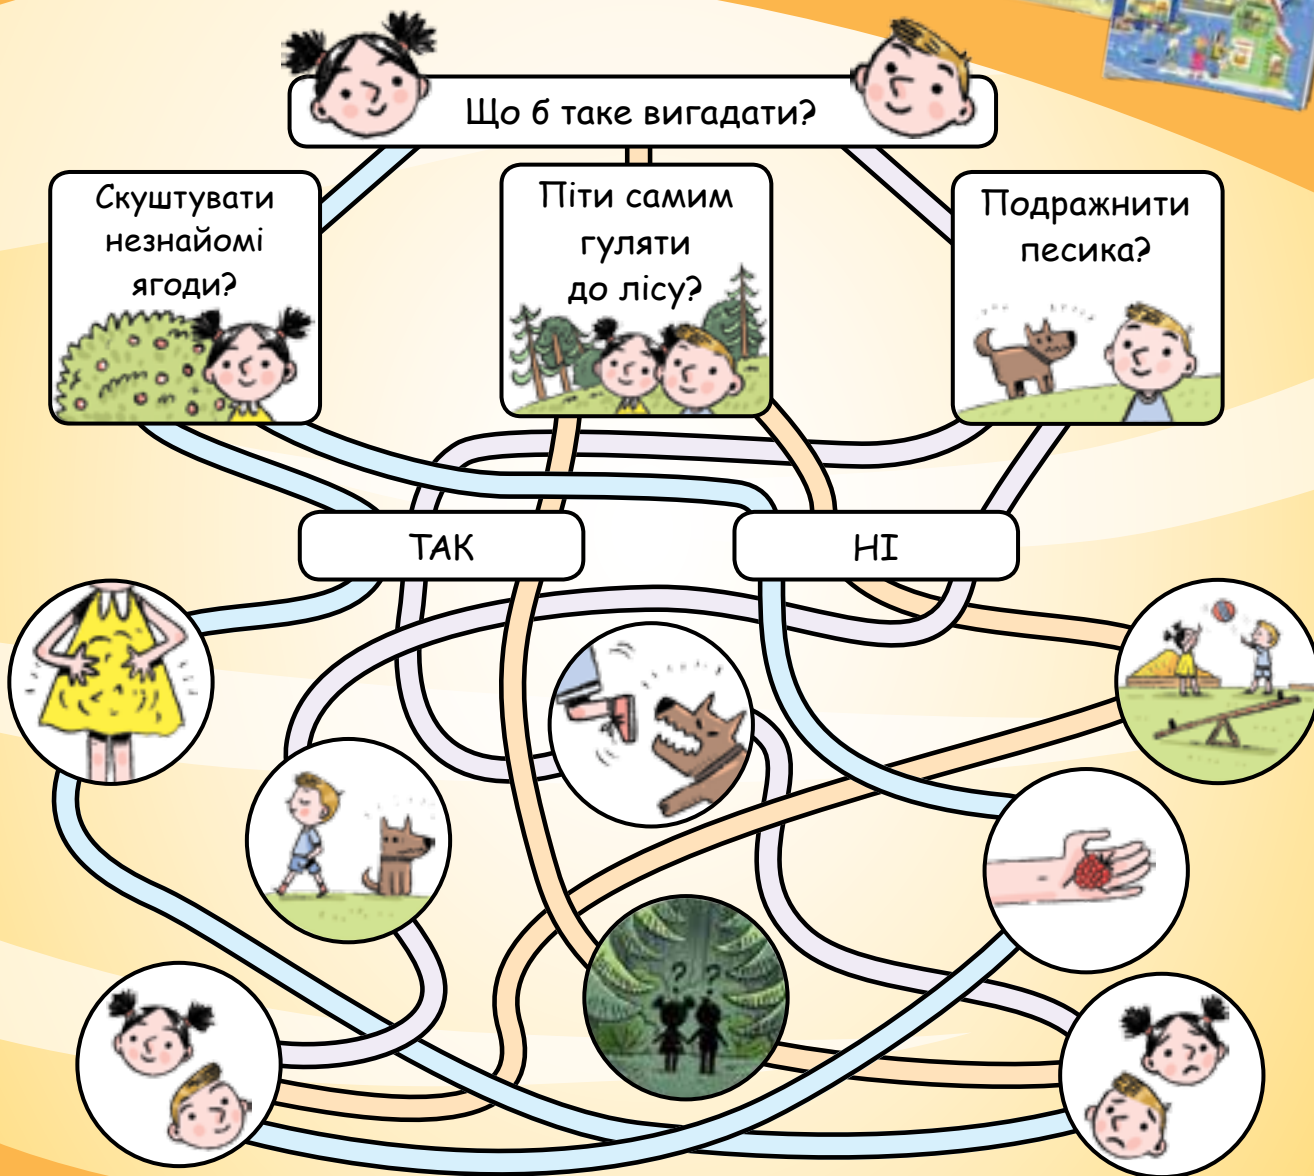 Що б таке вигадати?
Скуштувати
незнайомі
ягоди?
Піти самим
гуляти
до лісу?
Подражнити
песика?
ТАК
НІ
? ?